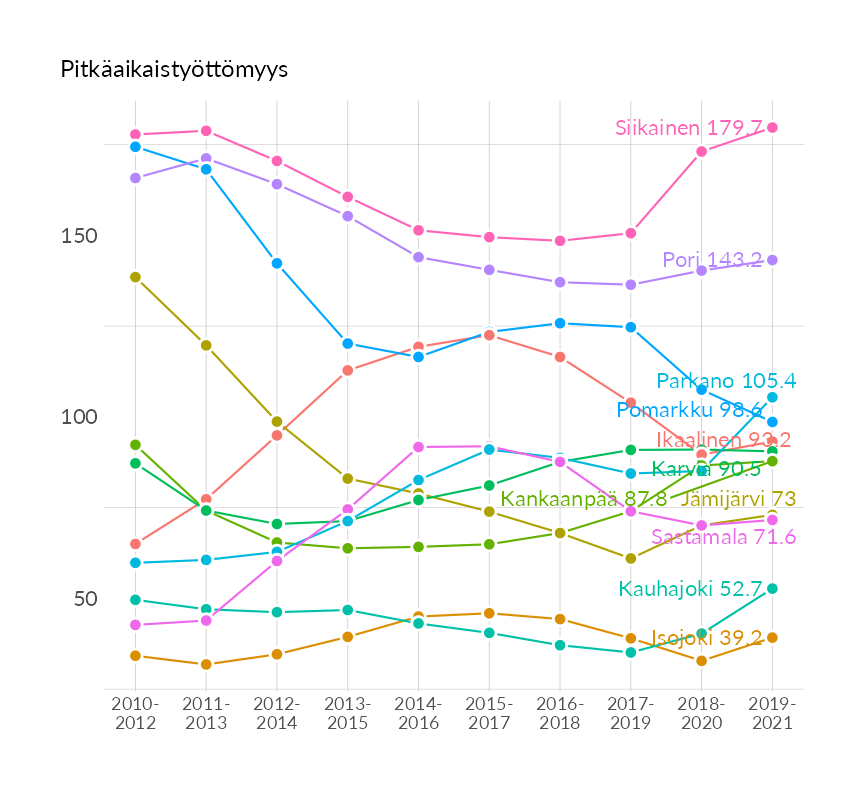 Pitkäaikaistyöttömyys
Siikainen 179.7
150
Pori 143.2
Parkano 105.4
Pomarkku 98.6
100
Ikaalinen 93.2
Karvia 90.5
Kankaanpää 87.8
Jämijärvi 73
Sastamala 71.6
Kauhajoki 52.7
50
Isojoki 39.2
2010- 2011- 2012- 2013- 2014- 2015- 2016- 2017- 2018- 2019-
2012 2013 2014 2015 2016 2017 2018 2019 2020 2021